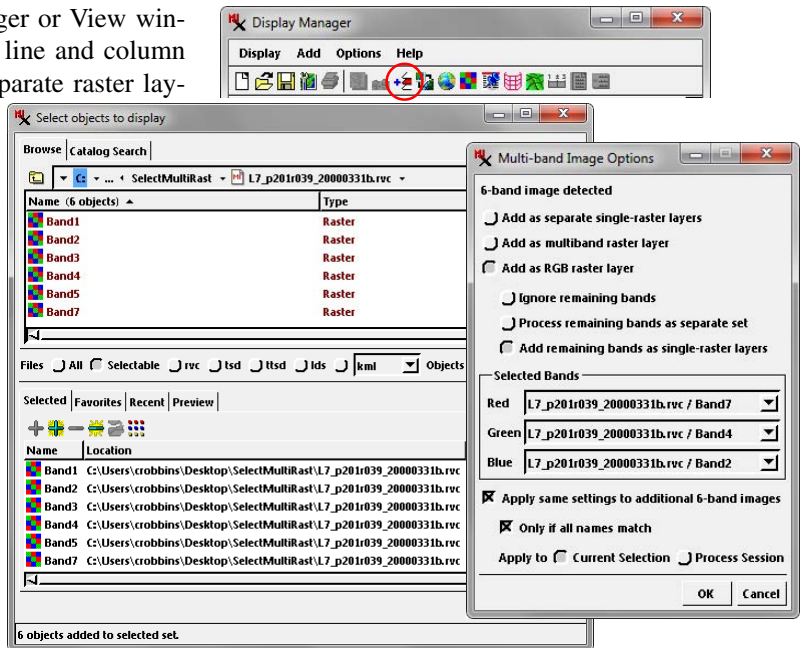 ger or View win-
line and column
parate raster lay-
Display Manager
Display Add Options Help
Select objects to display
Browse Catalog Search
C: ... SelectMultiRast L7_p201r039_20000331b.rvc
Name (6 objects) Type
Band1 Raster
Band2 Raster
Band3 Raster
Band4 Raster
Band5 Raster
Band7 Raster
Files All Selectable rvc tsd ttsd lds kml Objects
Selected Favorites Recent Preview
Name Location
Band1 C:\Users\crobbins\Desktop\SelectMultiRast\L7_p201r039_20000331b.rvc
Band2 C:\Users\crobbins\Desktop\SelectMultiRast\L7_p201r039_20000331b.rvc
Band3 C:\Users\crobbins\Desktop\SelectMultiRast\L7_p201r039_20000331b.rvc
Band4 C:\Users\crobbins\Desktop\SelectMultiRast\L7_p201r039_20000331b.rvc
Band5 C:\Users\crobbins\Desktop\SelectMultiRast\L7_p201r039_20000331b.rvc
Band7 C:\Users\crobbins\Desktop\SelectMultiRast\L7_p201r039_20000331b.rvc
6 objects added to selected set.
Multi-band Image Options
6-band image detected
Add as separate single-raster layers
Add as multiband raster layer
Add as RGB raster layer
Ignore remaining bands
Process remaining bands as separate set
Add remaining bands as single-raster layers
Selected Bands
Red L7_p201r039_20000331b.rvc / Band7
Green L7_p201r039_20000331b.rvc / Band4
Blue L7_p201r039_20000331b.rvc / Band2
Apply same settings to additional 6-band images
Only if all names match
Apply to Current Selection Process Session
OK Cancel